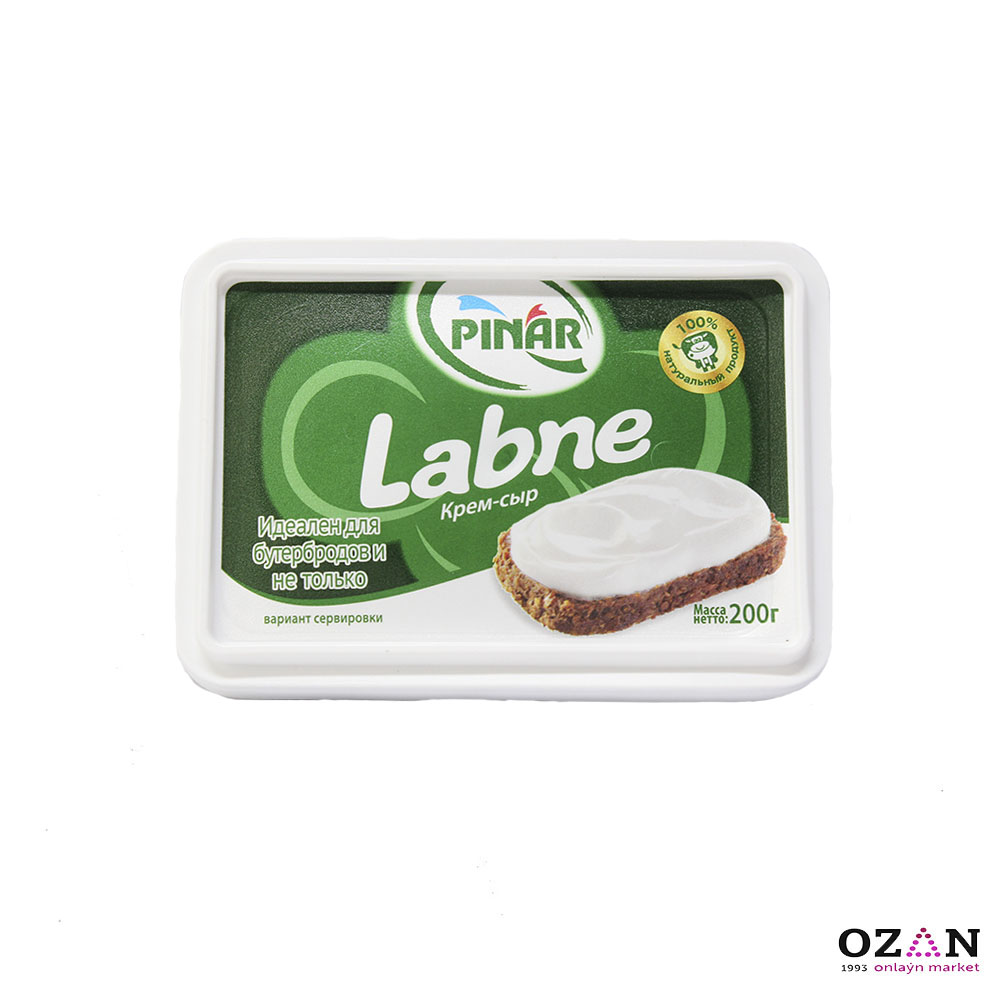 PINAR
100%
натуральный продукт
Labne
Крем-сыр
Идеален для
бутербродов и
не только
вариант сервировки
Масса
нетто: 200г
OZAN
1993 onlaýn market